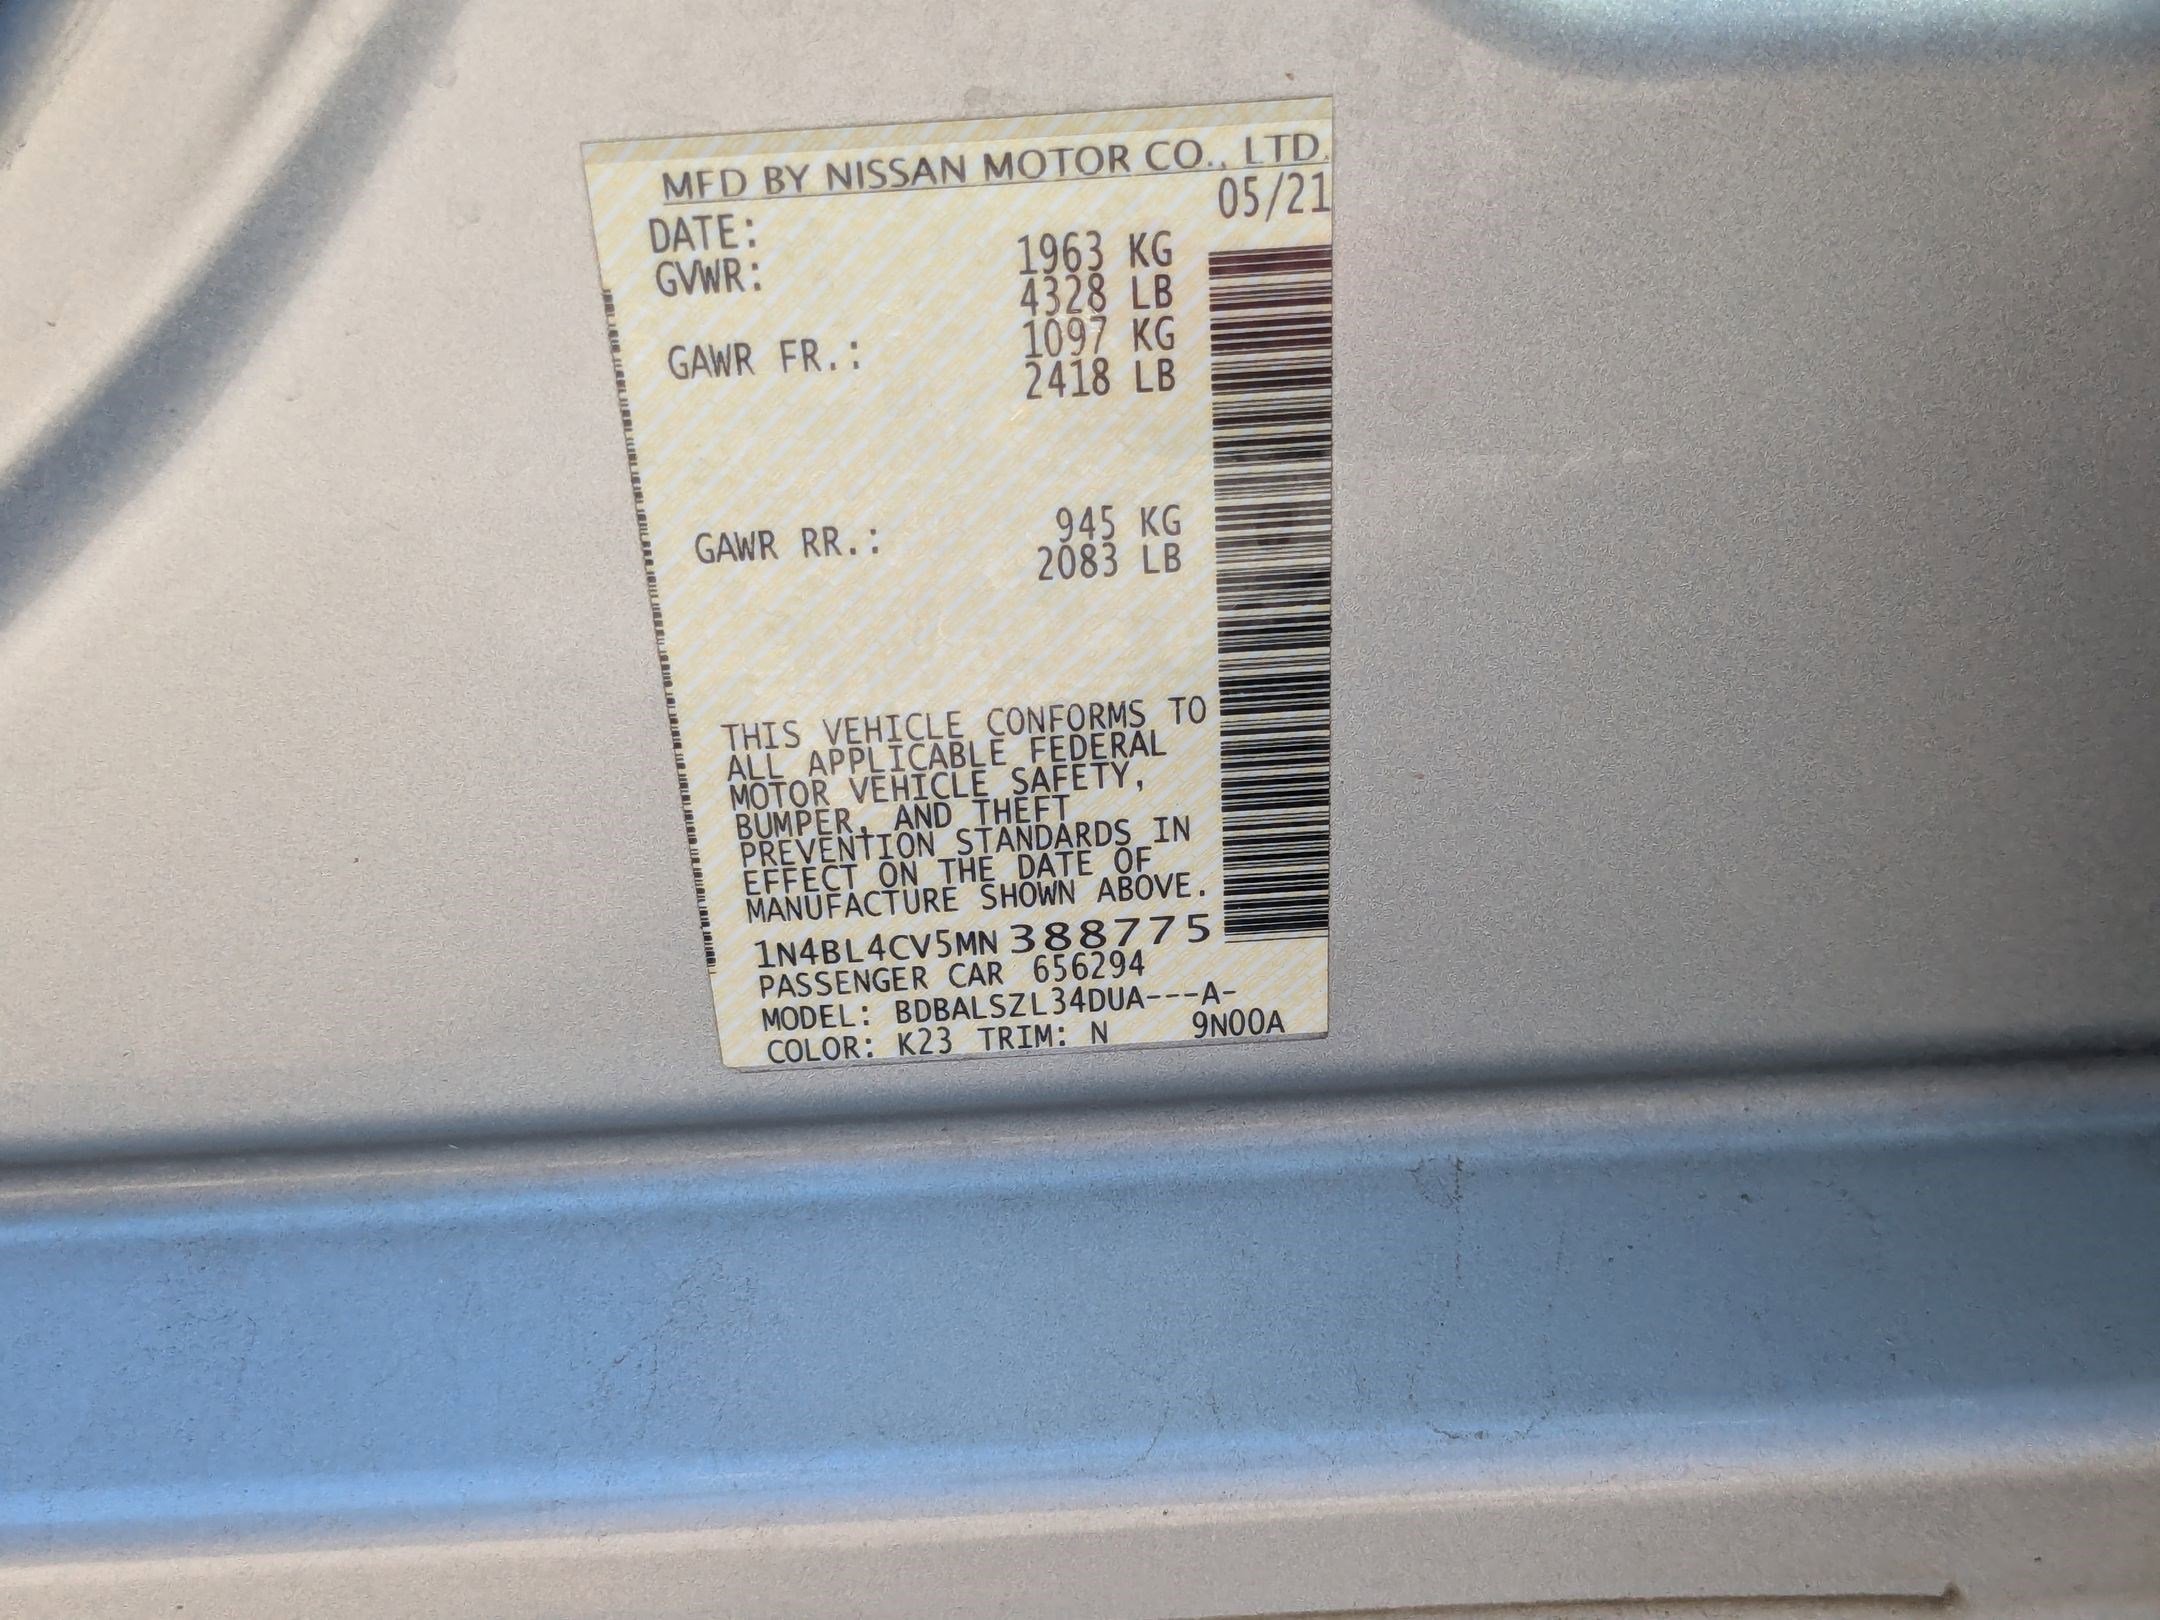 MFD BY NISSAN MOTOR CO., LTD.
DATE: 05/21
GVWR: 1963 KG
4328 LB
GAWR FR.: 1097 KG
2418 LB
GAWR RR.: 945 KG
2083 LB
THIS VEHICLE CONFORMS TO
ALL APPLICABLE FEDERAL
MOTOR VEHICLE SAFETY,
BUMPER, AND THEFT
PREVENTION STANDARDS IN
EFFECT ON THE DATE OF
MANUFACTURE SHOWN ABOVE.
1N4BL4CV5MN388775
PASSENGER CAR 656294
MODEL: BDBALSZL34DUA---A-
COLOR: K23 TRIM: N 9N00A